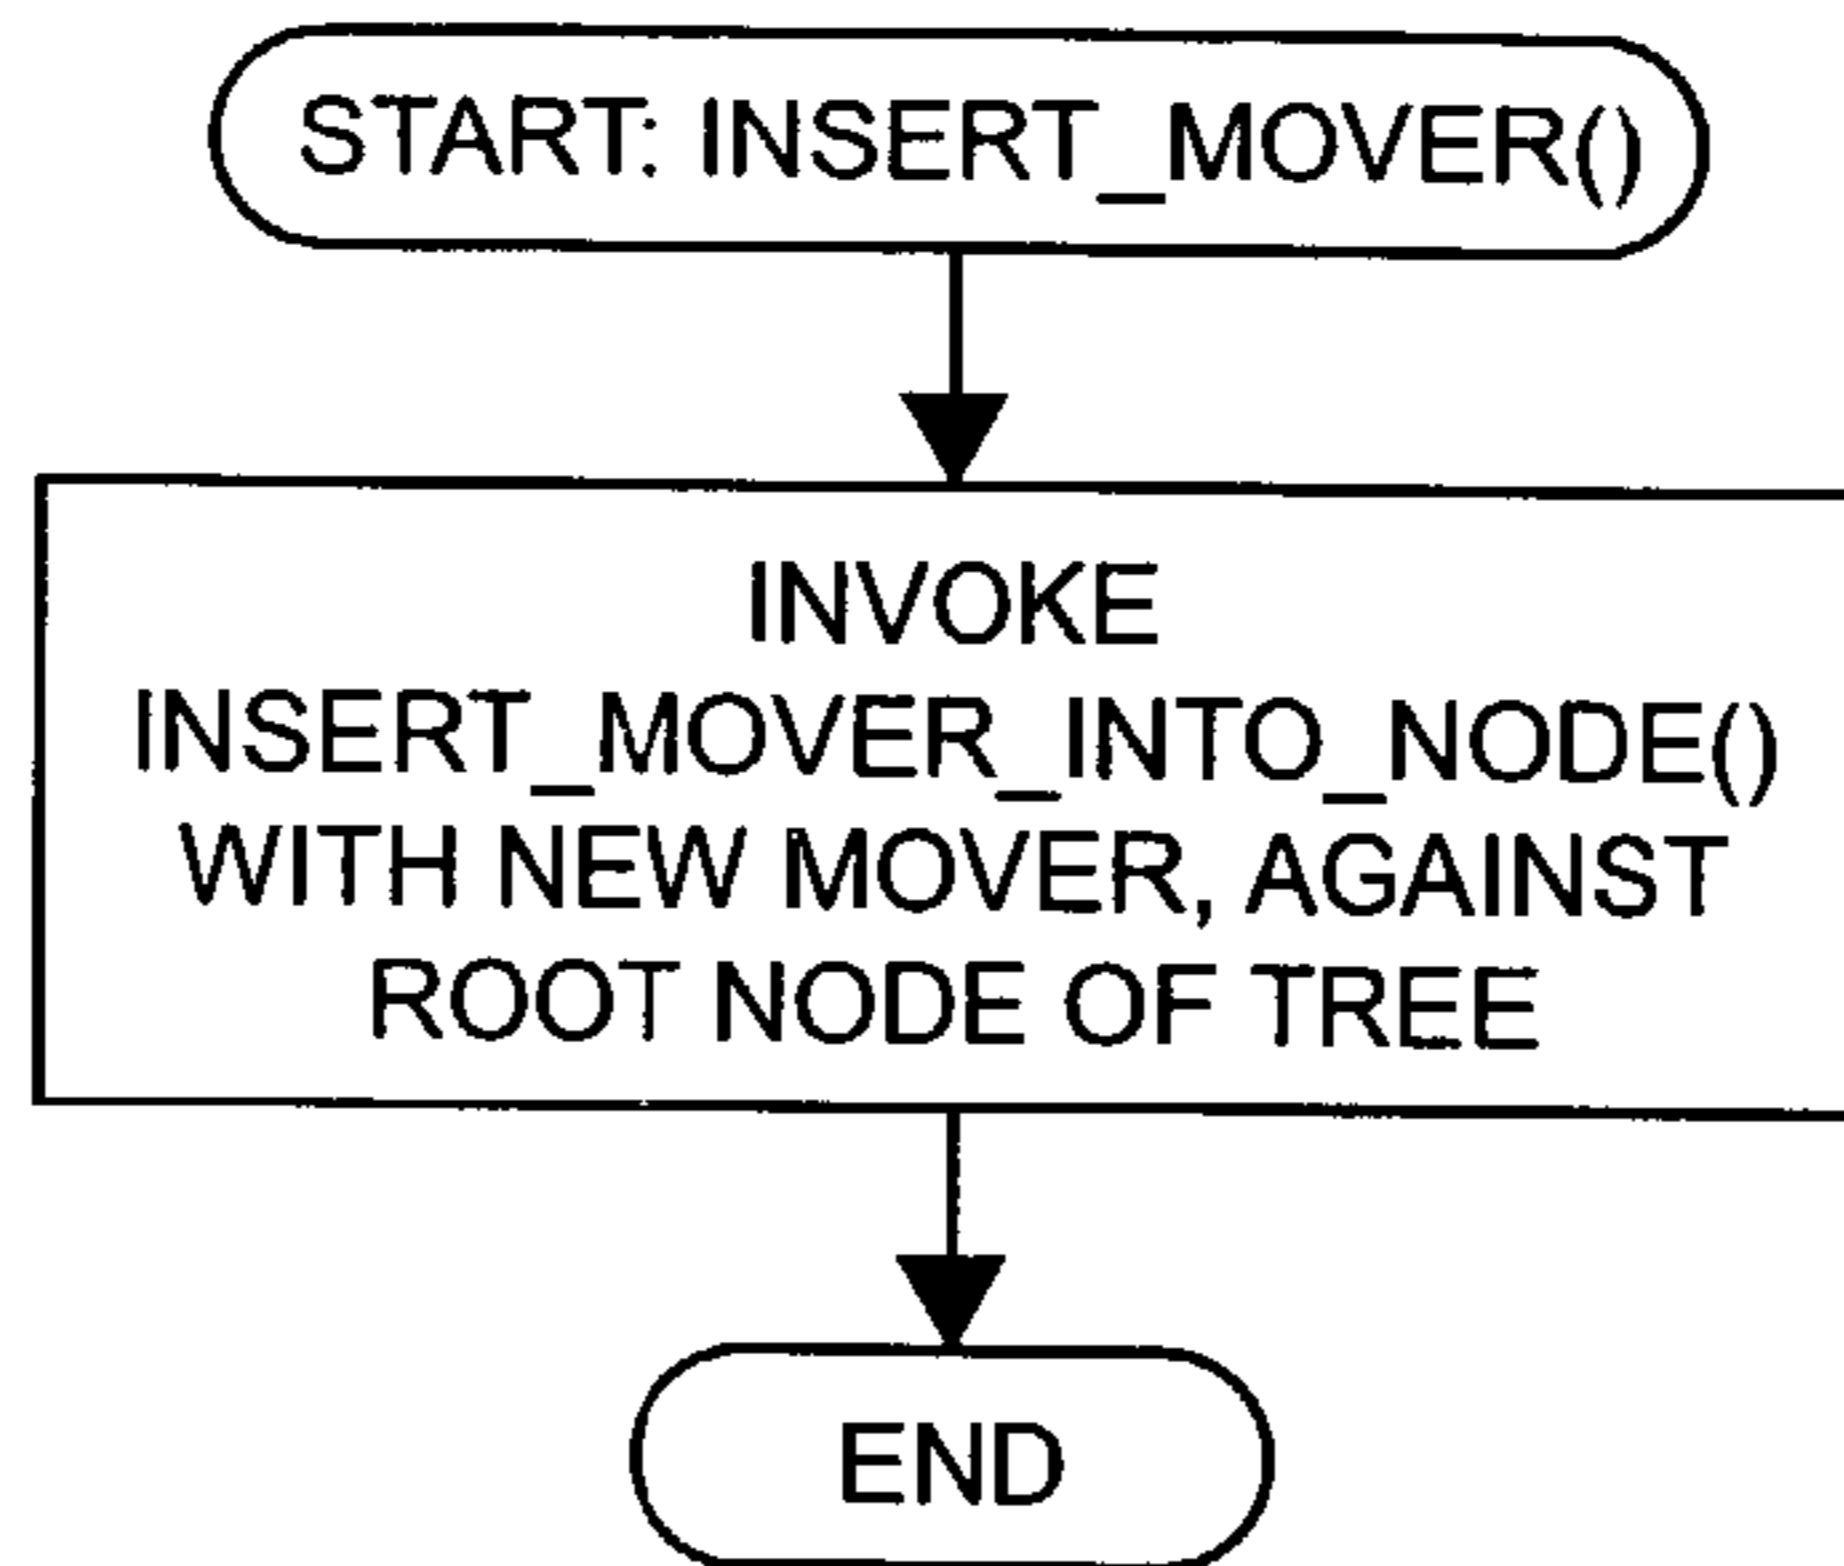 START: INSERT_MOVER()
INVOKE
INSERT_MOVER_INTO_NODE()
WITH NEW MOVER, AGAINST
ROOT NODE OF TREE
END